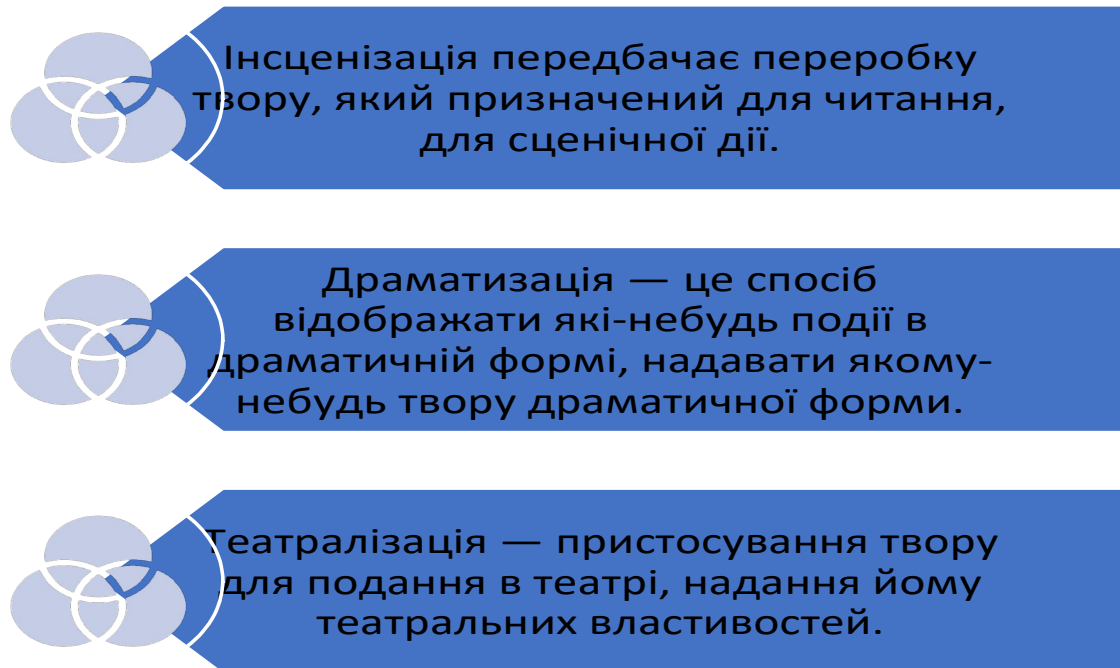 Інсценізація передбачає переробку
твору, який призначений для читання,
для сценічної дії.
Драматизація — це спосіб
відображати які-небудь події в
драматичній формі, надавати якому-
небудь твору драматичної форми.
Театралізація — пристосування твору
для подання в театрі, надання йому
театральних властивостей.